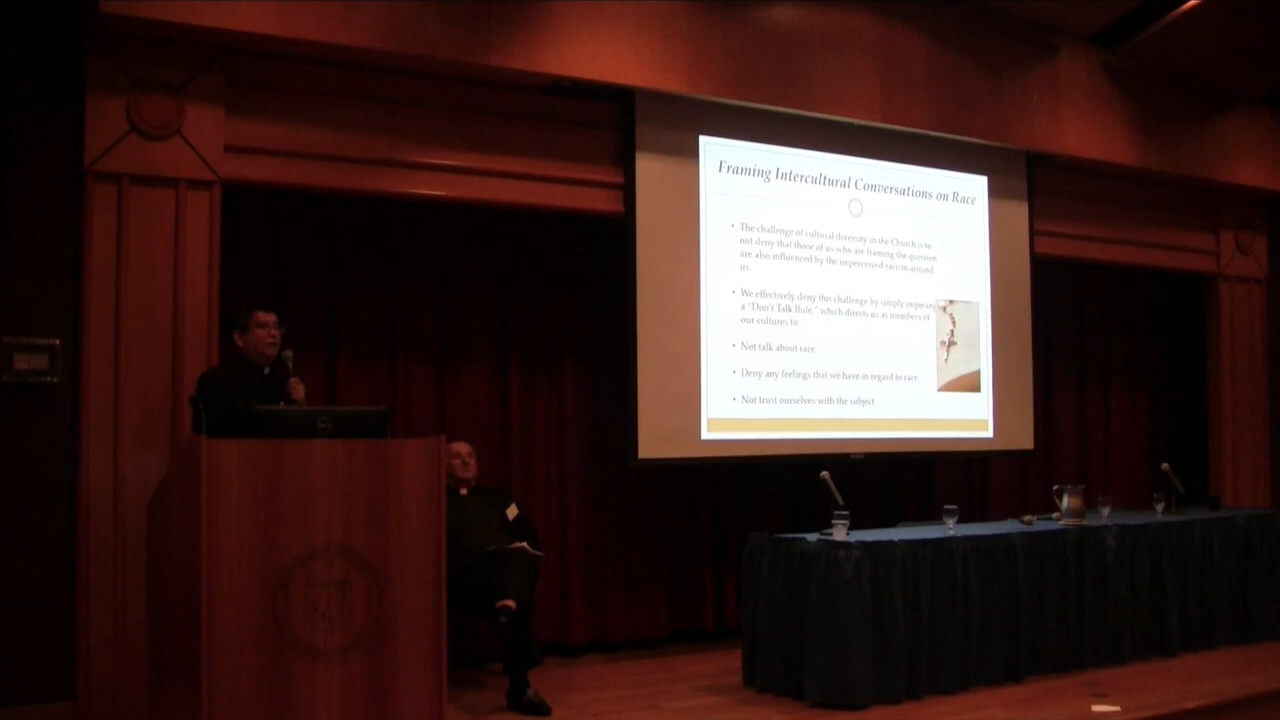 Framing Intercultural Conversations on Race
• The challenge of cultural diversity in the Church is to
not deny that those of us who are framing the question
are also influenced by the unperceived racism around
us.
• We effectively deny this challenge by simply imposing
a "Don't Talk Rule," which directs us as members of
our cultures to:
• Not talk about race.
• Deny any feelings that we have in regard to race.
• Not trust ourselves with the subject.